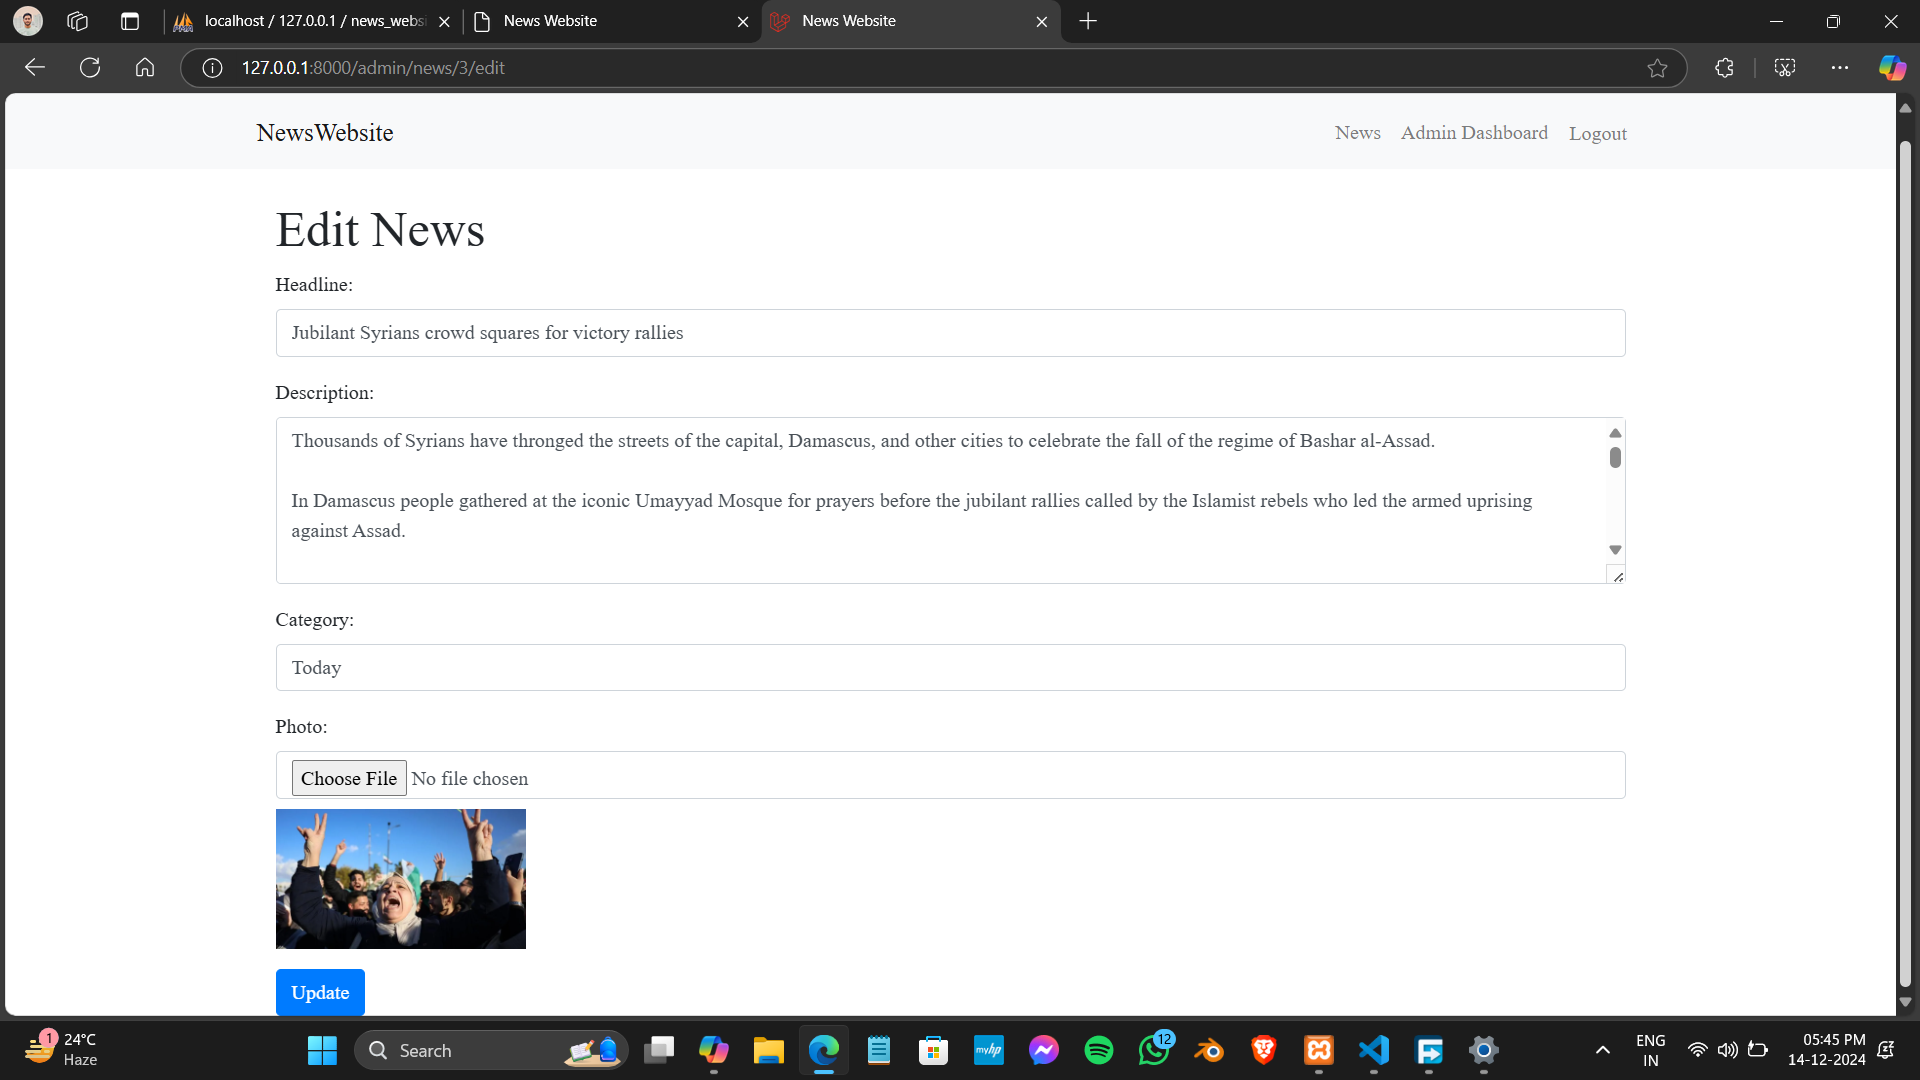 localhost / 127.0.0.1 / news_websi
News Website
News Website
127.0.0.1:8000/admin/news/3/edit
NewsWebsite
News
Admin Dashboard
Logout
Edit News
Headline:
Jubilant Syrians crowd squares for victory rallies
Description:
Thousands of Syrians have thronged the streets of the capital, Damascus, and other cities to celebrate the fall of the regime of Bashar al-Assad.
In Damascus people gathered at the iconic Umayyad Mosque for prayers before the jubilant rallies called by the Islamist rebels who led the armed uprising
against Assad.
Category:
Today
Photo:
Choose File No file chosen
Update
1
24°C
Haze
Search
myhp
12
ENG
IN
05:45 PM
14-12-2024